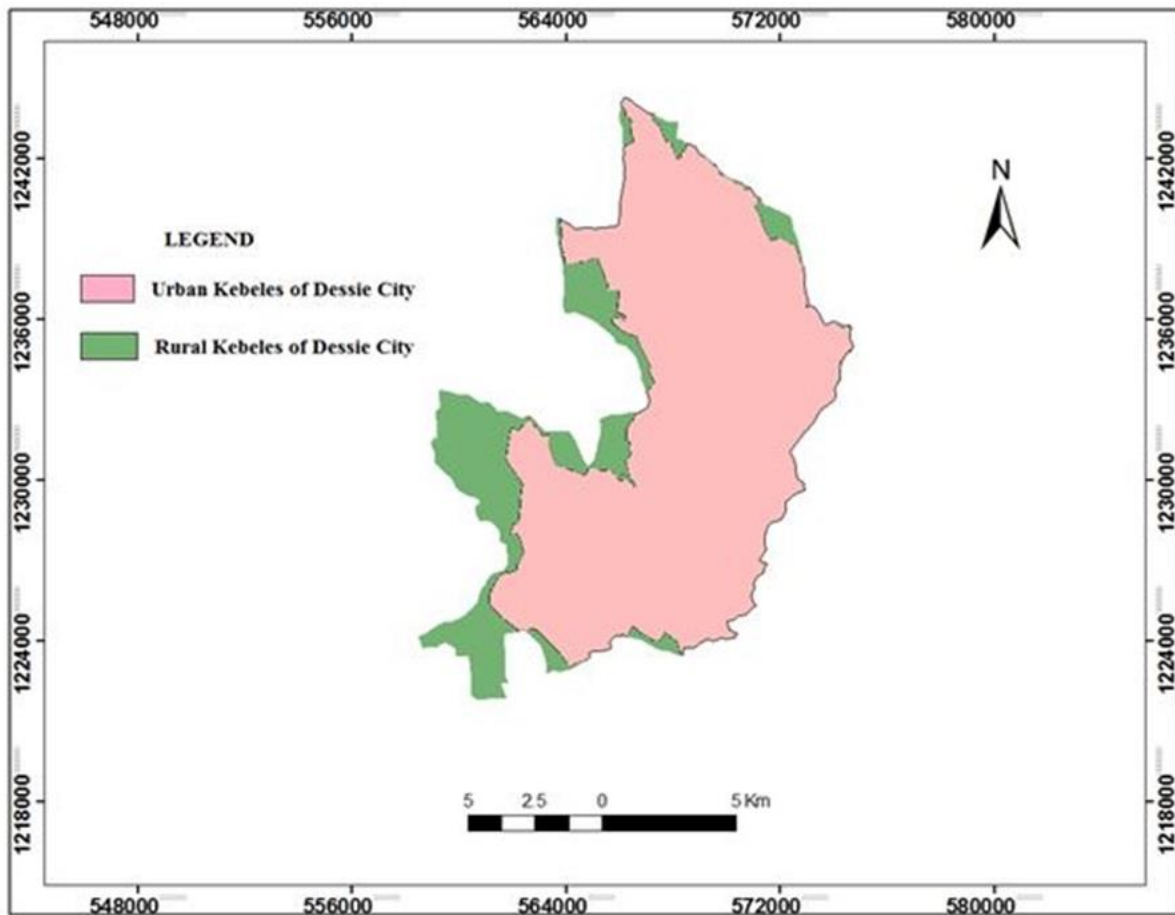 548000 556000 564000 572000 580000
1242000 1242000
N
LEGEND
Urban Kebeles of Dessie City
1236000 1236000
Rural Kebeles of Dessie City
1230000 1230000
1224000 1224000
5 2.5 0 5 Km
1218000 1218000
548000 556000 564000 572000 580000